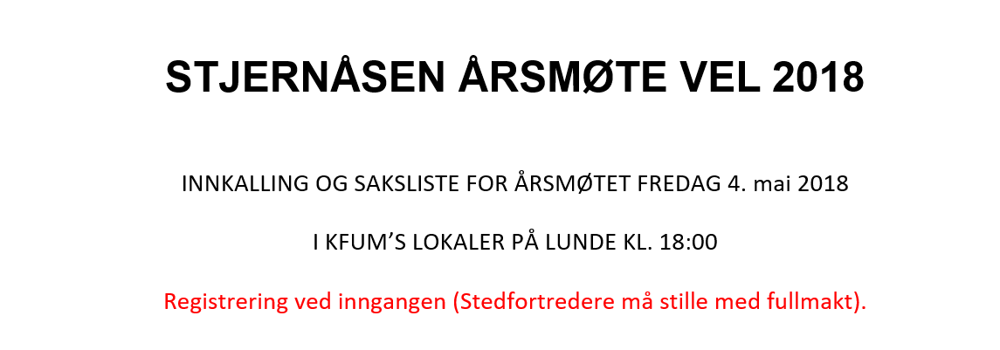 STJERNÅSEN ÅRSMØTE VEL 2018
INNKALLING OG SAKSLISTE FOR ÅRSMØTET FREDAG 4. mai 2018
I KFUM’S LOKALER PÅ LUNDE KL. 18:00
Registrering ved inngangen (Stedfortredere må stille med fullmakt).